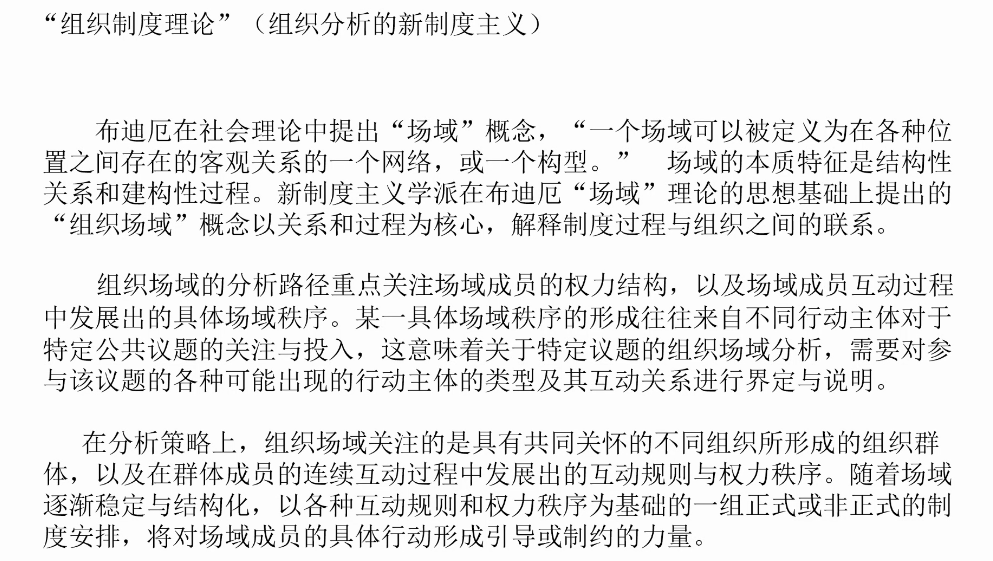 “组织制度理论”（组织分析的新制度主义）
布迪厄在社会理论中提出“场域”概念，“一个场域可以被定义为在各种位
置之间存在的客观关系的一个网络，或一个构型。” 场域的本质特征是结构性
关系和建构性过程。新制度主义学派在布迪厄“场域”理论的思想基础上提出的
“组织场域”概念以关系和过程为核心，解释制度过程与组织之间的联系。
组织场域的分析路径重点关注场域成员的权力结构，以及场域成员互动过程
中发展出的具体场域秩序。某一具体场域秩序的形成往往来自不同行动主体对于
特定公共议题的关注与投入，这意味着关于特定议题的组织场域分析，需要对参
与该议题的各种可能出现的行动主体的类型及其互动关系进行界定与说明。
在分析策略上，组织场域关注的是具有共同关怀的不同组织所形成的组织群
体，以及在群体成员的连续互动过程中发展出的互动规则与权力秩序。随着场域
逐渐稳定与结构化，以各种互动规则和权力秩序为基础的一组正式或非正式的制
度安排，将对场域成员的具体行动形成引导或制约的力量。